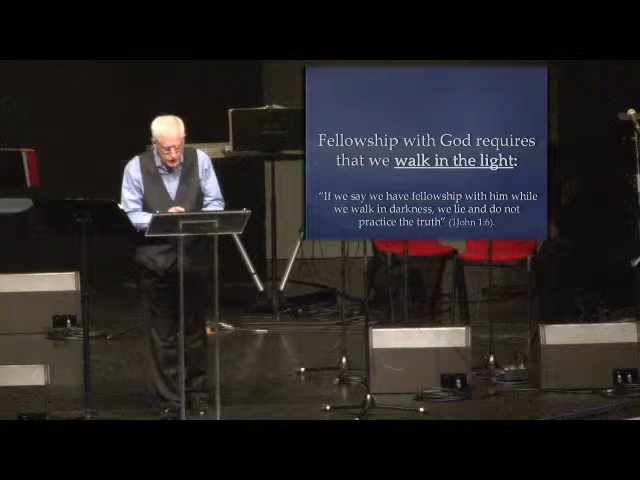 Fellowship with God requires
that we walk in the light:
“If we say we have fellowship with him while
we walk in darkness, we lie and do not
practice the truth” (1John 1:6).